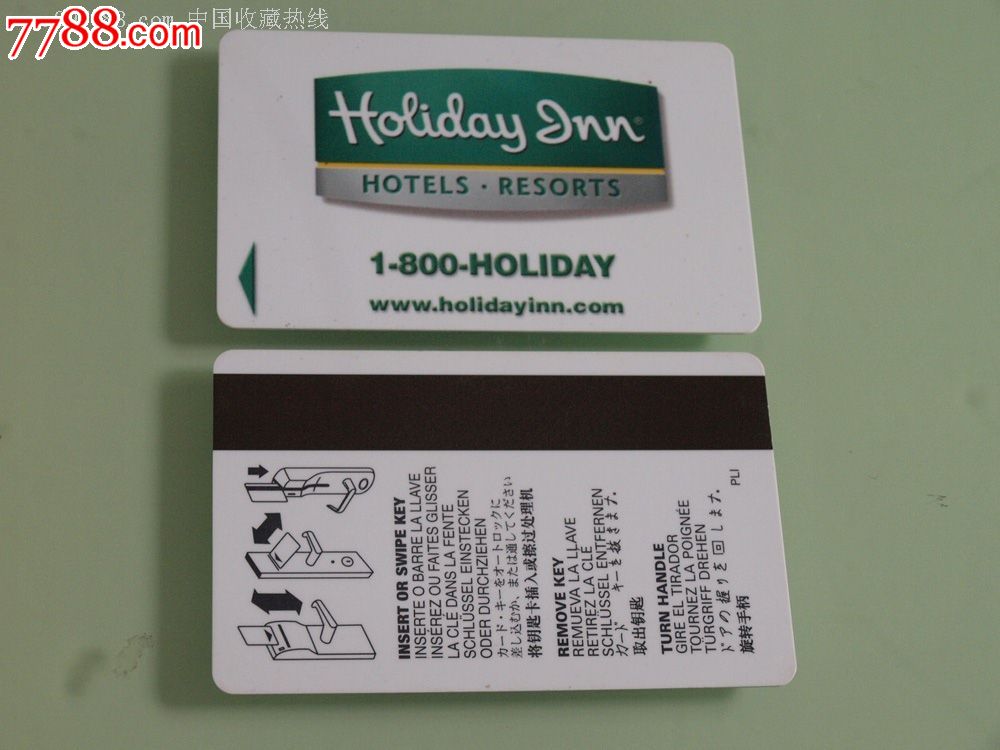 中国收藏热线
7788.com
Holiday Inn®
HOTELS · RESORTS
1-800-HOLIDAY
www.holidayinn.com
INSERT OR SWIPE KEY
INSERTE O BARRE LA LLAVE
INSEREZ OU FAITES GLISSER
LA CLÉ DANS LA FENTE
SCHLÜSSEL EINSTECKEN
ODER DURCHZIEHEN
カード・キーをオートロックに
差し込むか、または通してください
将钥匙卡插入或擦过处理机
REMOVE KEY
REMUEVA LA LLAVE
RETIREZ LA CLÉ
SCHLÜSSEL ENTFERNEN
カード キーを抜きます.
取出钥匙
TURN HANDLE
GIRE EL TIRADOR
TOURNEZ LA POIGNÉE
TÜRGRIFF DREHEN
ドアの握りを回します.
旋转手柄
PLI